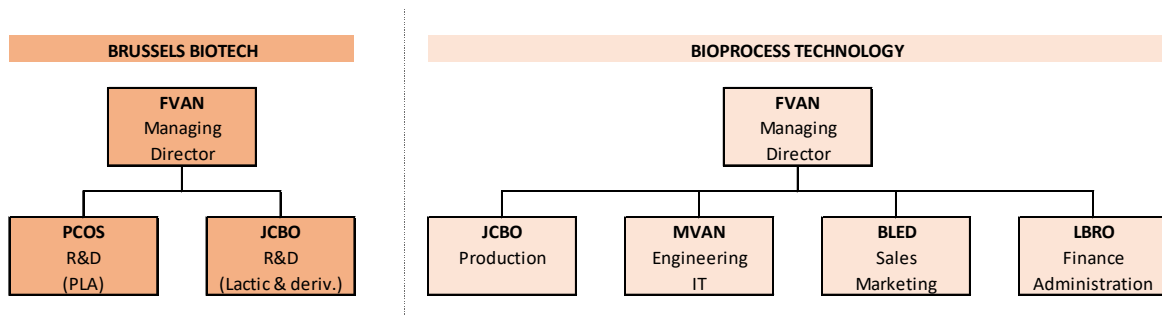 BRUSSELS BIOTECH
FVAN
Managing
Director
PCOS
R&D
(PLA)
JCBO
R&D
(Lactic & deriv.)
BIOPROCESS TECHNOLOGY
FVAN
Managing
Director
JCBO
Production
MVAN
Engineering
IT
BLED
Sales
Marketing
LBRO
Finance
Administration